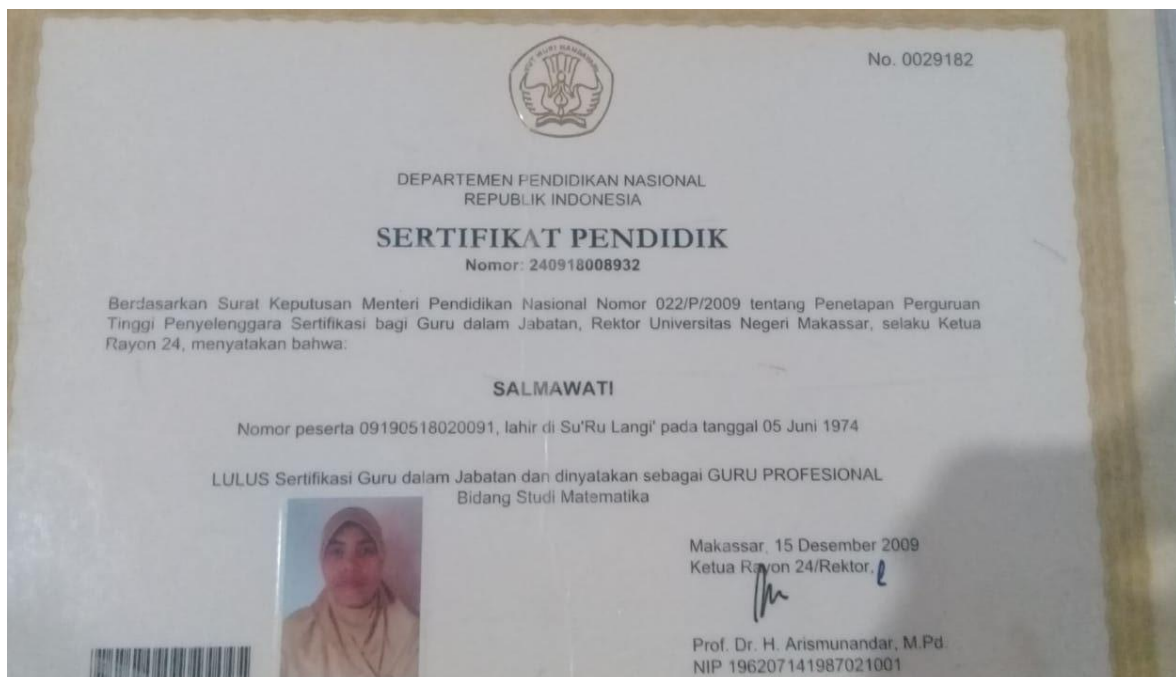 No. 0029182
TUT WURI HANDAYANI
DEPARTEMEN PENDIDIKAN NASIONAL
REPUBLIK INDONESIA
SERTIFIKAT PENDIDIK
Nomor: 240918008932
Berdasarkan Surat Keputusan Menteri Pendidikan Nasional Nomor 022/P/2009 tentang Penetapan Perguruan
Tinggi Penyelenggara Sertifikasi bagi Guru dalam Jabatan, Rektor Universitas Negeri Makassar, selaku Ketua
Rayon 24, menyatakan bahwa:
SALMAWATI
Nomor peserta 09190518020091, lahir di Su'Ru Langi' pada tanggal 05 Juni 1974
LULUS Sertifikasi Guru dalam Jabatan dan dinyatakan sebagai GURU PROFESIONAL
Bidang Studi Matematika
Makassar, 15 Desember 2009
Ketua Rayon 24/Rektor,
Prof. Dr. H. Arismunandar, M.Pd.
NIP 196207141987021001